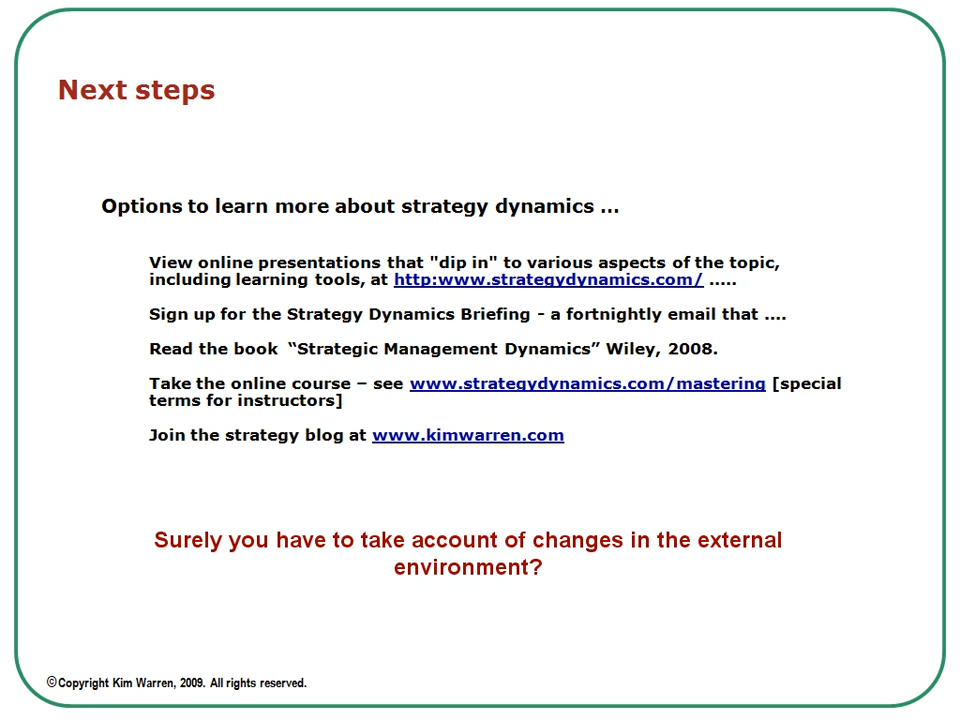 Next steps
Options to learn more about strategy dynamics ...
View online presentations that "dip in" to various aspects of the topic,
including learning tools, at http:www.strategydynamics.com/ .....
Sign up for the Strategy Dynamics Briefing - a fortnightly email that ....
Read the book “Strategic Management Dynamics” Wiley, 2008.
Take the online course – see www.strategydynamics.com/mastering [special
terms for instructors]
Join the strategy blog at www.kimwarren.com
Surely you have to take account of changes in the external
environment?
©Copyright Kim Warren, 2009. All rights reserved.